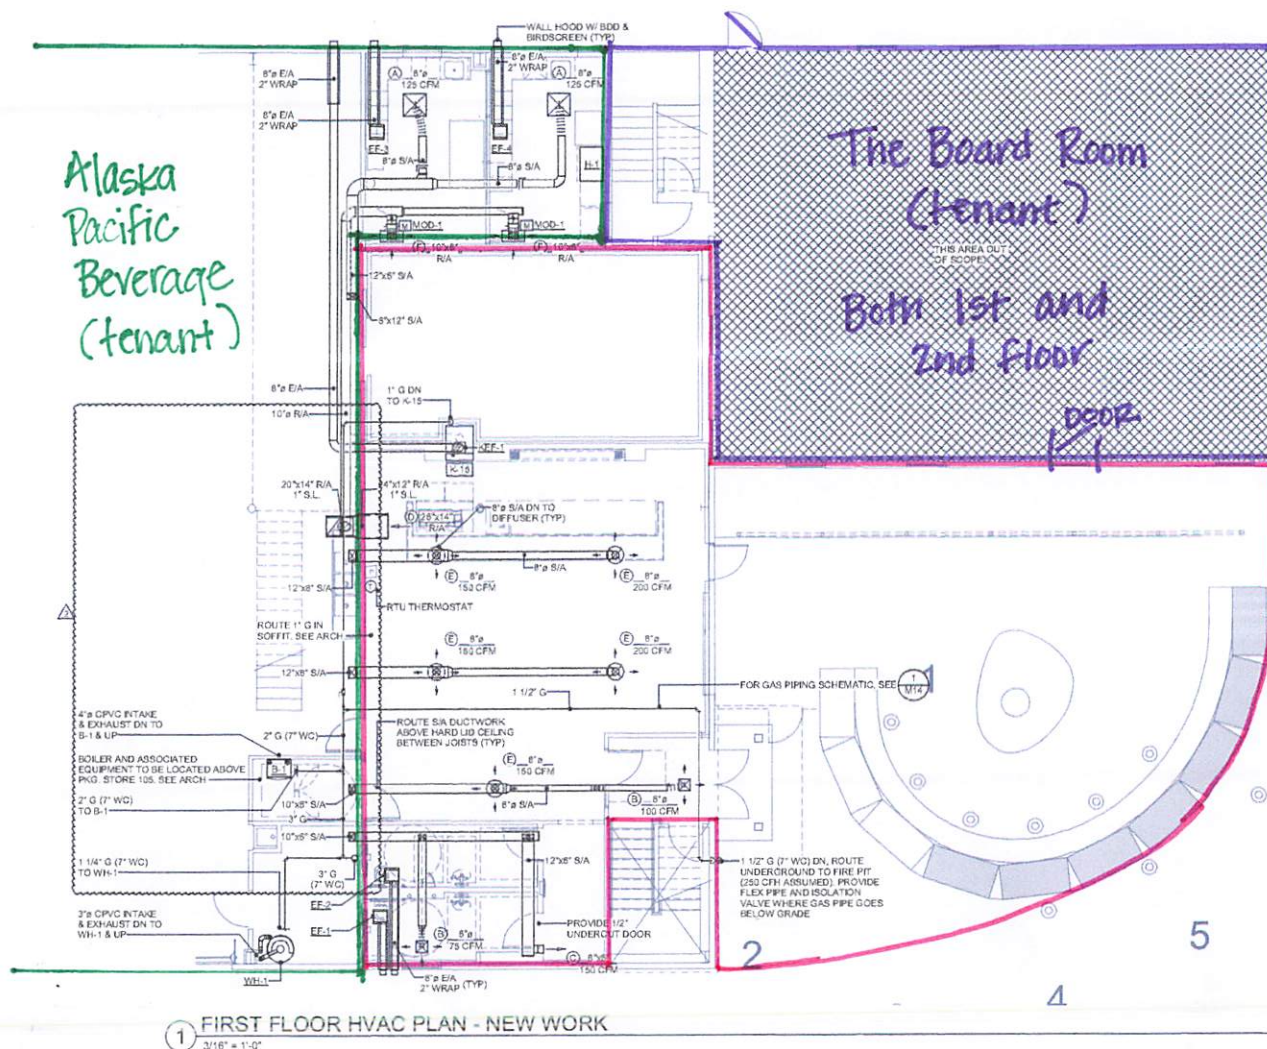 WALL HOOD W/ BDD &
BIRDSCREEN (TYP)
8"ø E/A
2" WRAP
8"ø E/A
2" WRAP
8"ø E/A
2" WRAP
A 8"ø
125 CFM
A 8"ø
125 CFM
EF-3
EF-4
8"ø S/A
8"ø S/A
H-1
M MOD-1
M MOD-1
R/A
R/A
Alaska
Pacific
Beverage
(tenant)
The Board Room
(tenant)
THIS AREA OUT
OF SCOPE
Both 1st and
2nd floor
DOOR
12"x6" S/A
8"x12" S/A
8"ø E/A
10"ø R/A
1" G DN
TO K-15
KEF-1
K-15
20"x14" R/A
1" S.L.
1" S.L.
D
R/A
8"ø S/A DN TO
DIFFUSER (TYP)
12"x8" S/A
E 8"ø
150 CFM
8"ø S/A
E 8"ø
200 CFM
RTU THERMOSTAT
ROUTE 1" G IN
SOFFIT. SEE ARCH
E 8"ø
150 CFM
E 8"ø
200 CFM
12"x8" S/A
1 1/2" G
FOR GAS PIPING SCHEMATIC, SEE
1
M14
4"ø CPVC INTAKE
& EXHAUST DN TO
B-1 & UP
2" G (7" WC)
ROUTE S/A DUCTWORK
ABOVE HARD LID CEILING
BETWEEN JOISTS (TYP)
BOILER AND ASSOCIATED
EQUIPMENT TO BE LOCATED ABOVE
PKG. STORE 105. SEE ARCH
B-1
E 8"ø
150 CFM
2" G (7" WC)
TO B-1
10"x8" S/A
8"ø S/A
B 8"ø
100 CFM
3" G
10"x6" S/A
12"x6" S/A
1 1/4" G (7" WC)
TO WH-1
3" G
(7" WC)
EF-2
EF-1
1 1/2" G (7" WC) DN, ROUTE
UNDERGROUND TO FIRE PIT
(250 CFH ASSUMED). PROVIDE
FLEX PIPE AND ISOLATION
VALVE WHERE GAS PIPE GOES
BELOW GRADE
3"ø CPVC INTAKE
& EXHAUST DN TO
WH-1 & UP
WH-1
B 8"ø
75 CFM
PROVIDE 1/2"
UNDERCUT DOOR
C
150 CFM
8"ø E/A
2" WRAP (TYP)
2
5
4
1 FIRST FLOOR HVAC PLAN - NEW WORK
3/16" = 1'-0"